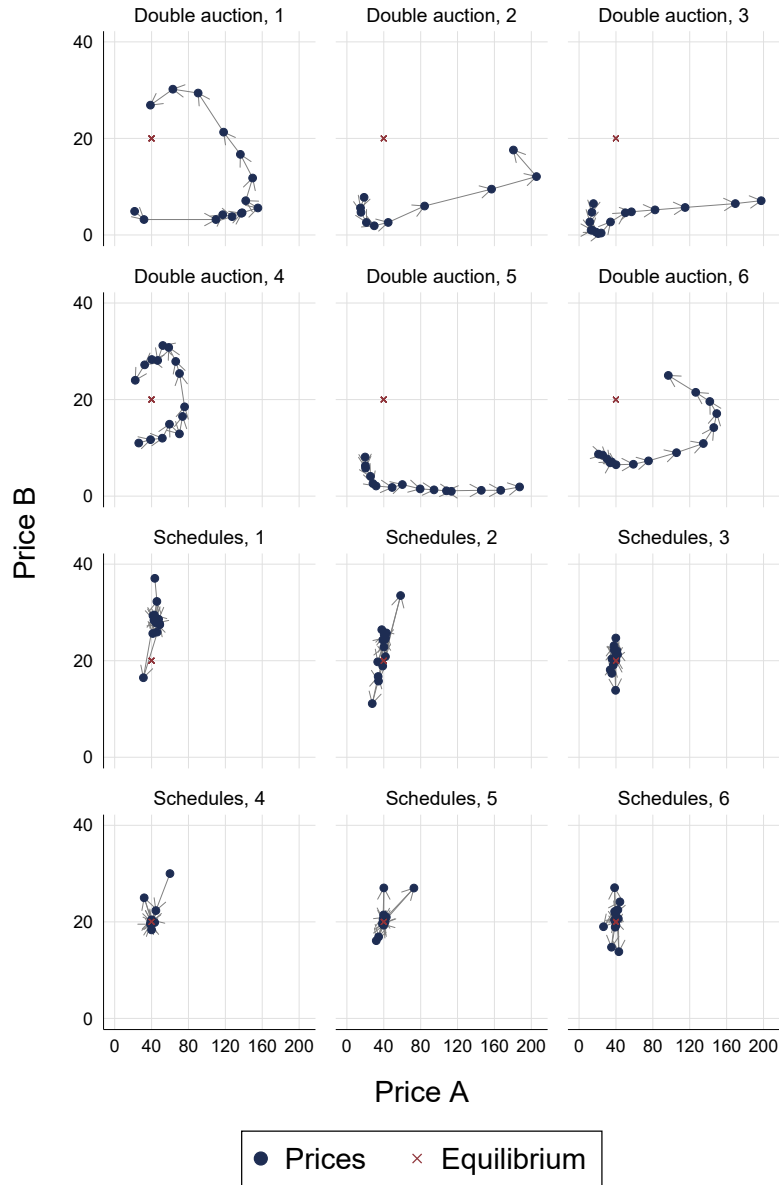 Double auction, 1 Double auction, 2 Double auction, 3
40
20
0
Double auction, 4 Double auction, 5 Double auction, 6
40
20
0
Schedules, 1 Schedules, 2 Schedules, 3
40
20
0
Schedules, 4 Schedules, 5 Schedules, 6
40
20
0
0 40 80 120 160 200 0 40 80 120 160 200 0 40 80 120 160 200
Price B
Price A
Prices Equilibrium